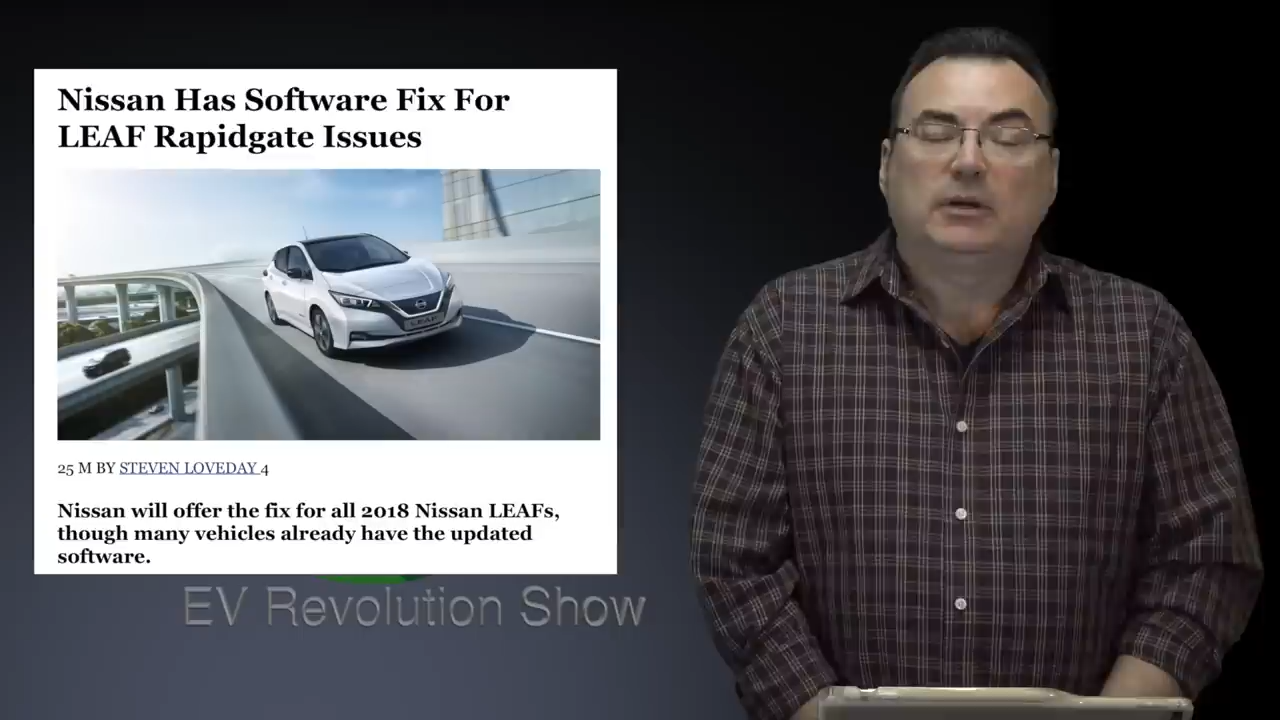 Nissan Has Software Fix For
LEAF Rapidgate Issues
LEAF
25 M BY STEVEN LOVEDAY 4
Nissan will offer the fix for all 2018 Nissan LEAFs,
though many vehicles already have the updated
software.
EV Revolution Show